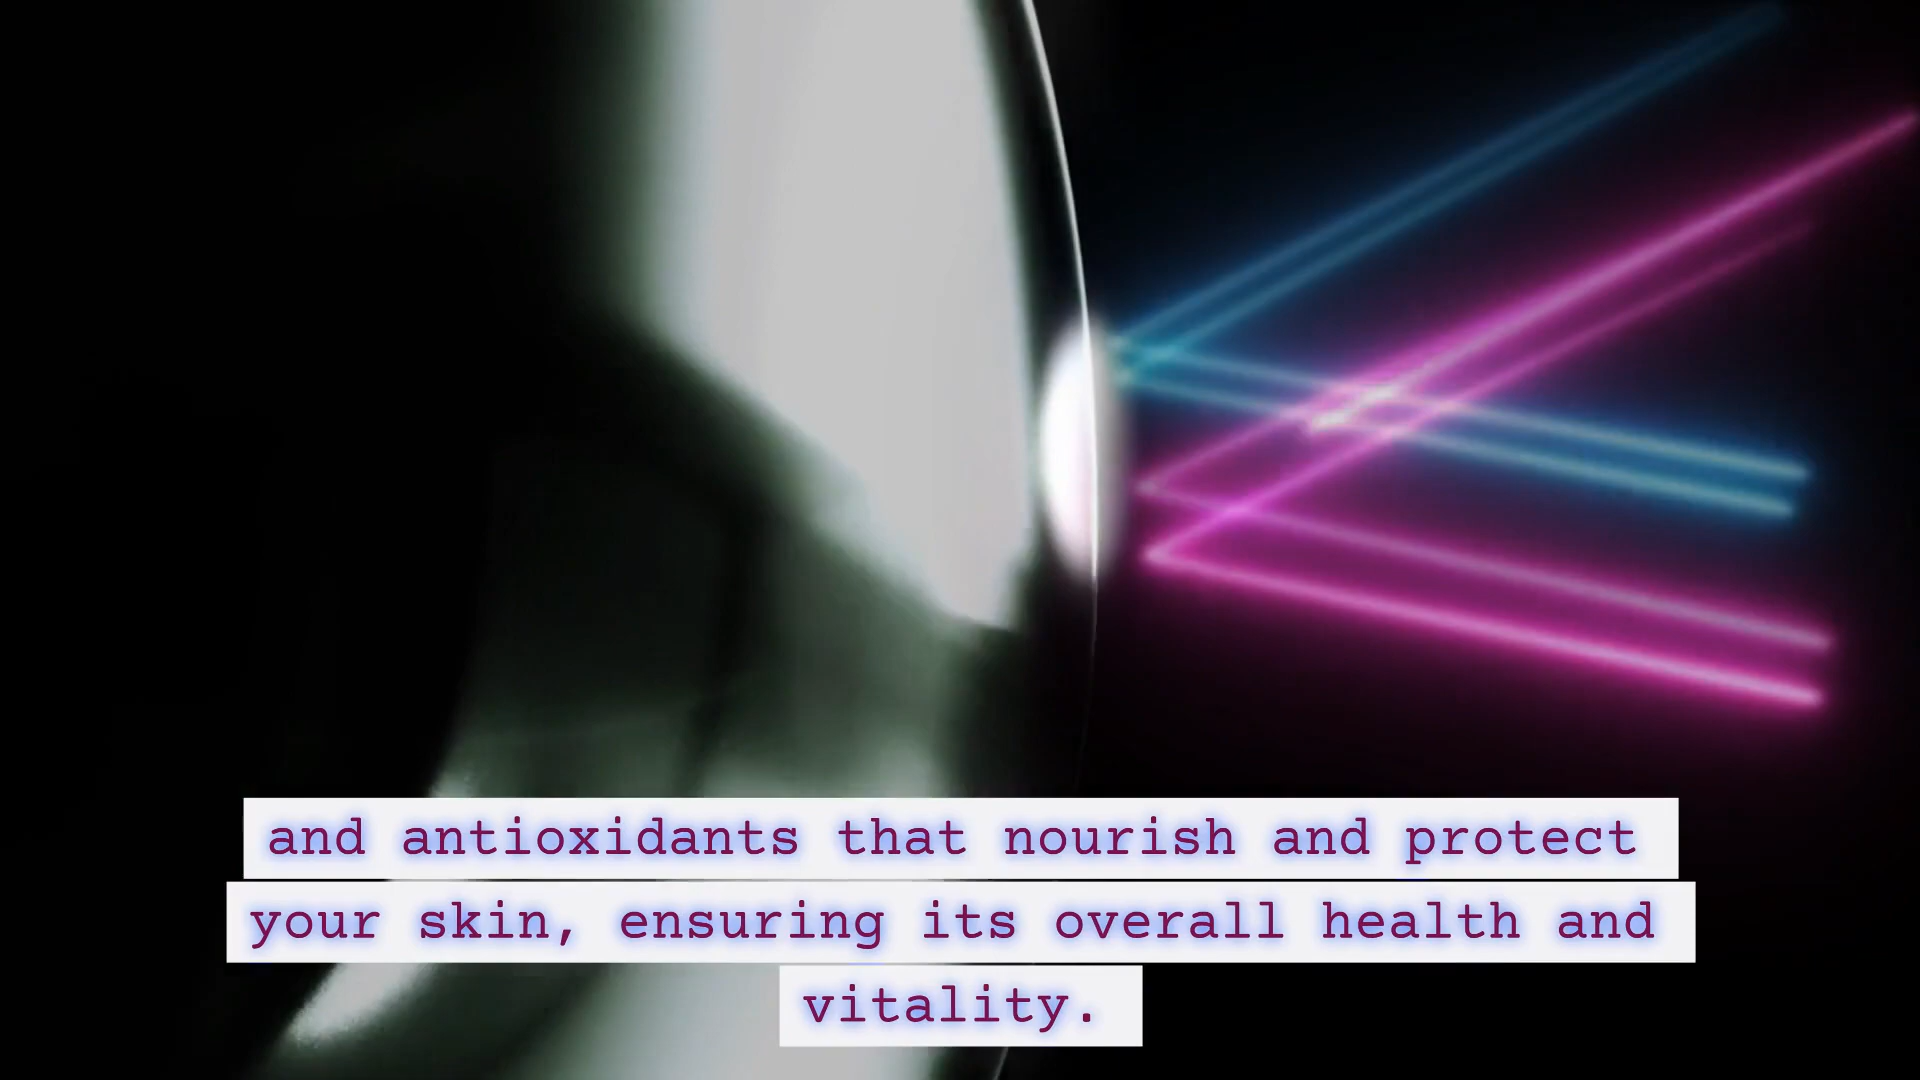 and antioxidants that nourish and protect
your skin, ensuring its overall health and
vitality.